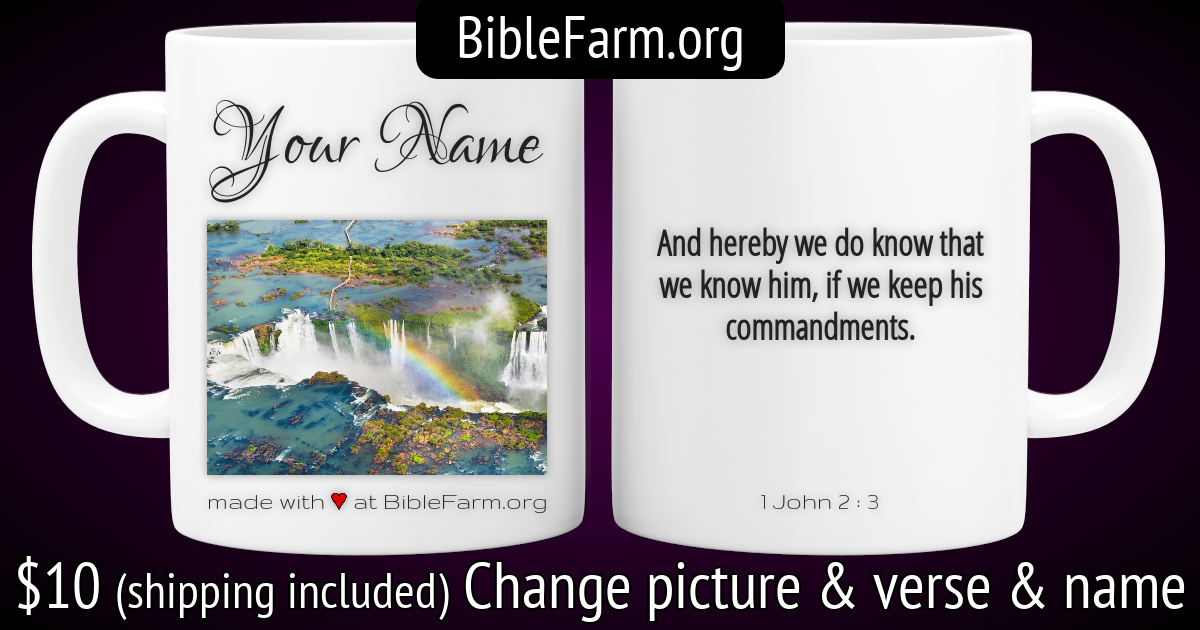 BibleFarm.org
Your Name
made with ♥ at BibleFarm.org
And hereby we do know that
we know him, if we keep his
commandments.
1 John 2 : 3
$10 (shipping included) Change picture & verse & name